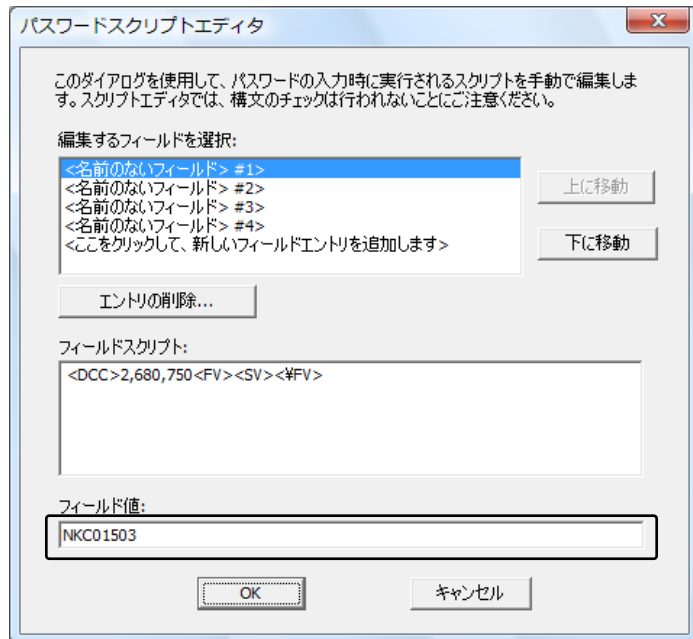 パスワードスクリプトエディタ
このダイアログを使用して、パスワードの入力時に実行されるスクリプトを手動で編集しま
す。スクリプトエディタでは、構文のチェックは行われないことにご注意ください。
編集するフィールドを選択:
<名前のないフィールド> #1>
<名前のないフィールド> #2>
<名前のないフィールド> #3>
<名前のないフィールド> #4>
<ここをクリックして、新しいフィールドエントリを追加します>
上に移動
下に移動
エントリの削除...
フィールドスクリプト:
<DCC>2,680,750<FV><SV><¥FV>
フィールド値:
NKC01503
OK
キャンセル